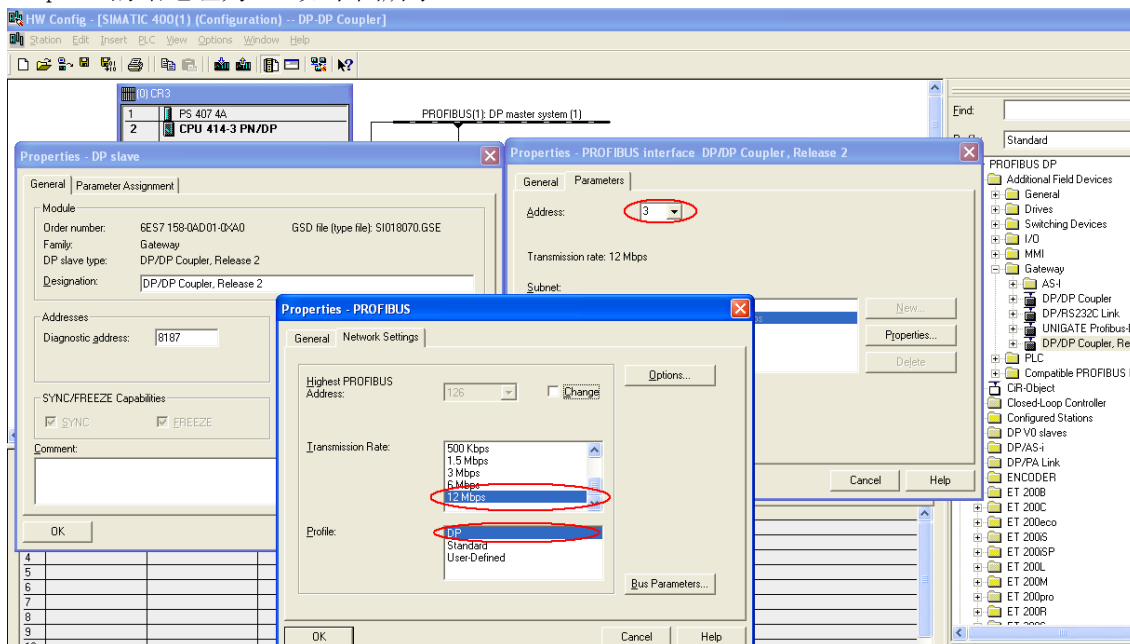 HW Config - [SIMATIC 400(1) (Configuration) -- DP-DP Coupler]
Station Edit Insert PLC View Options Window Help
(0) CR3
1 PS 407 4A
2 CPU 414-3 PN/DP
PROFIBUS(1): DP master system (1)
Find:
Standard
Properties - DP slave
General Parameter Assignment
Module
Order number: 6ES7 158-0AD01-0XA0 GSD file (type file): SI018070.GSE
Family: Gateway
DP slave type: DP/DP Coupler, Release 2
Designation: DP/DP Coupler, Release 2
Addresses
Diagnostic address: 8187
SYNC/FREEZE Capabilities
SYNC FREEZE
Comment:
OK
4
5
6
7
8
9
Properties - PROFIBUS interface DP/DP Coupler, Release 2
General Parameters
Address: 3
Transmission rate: 12 Mbps
Subnet:
New...
Properties...
Delete
Cancel Help
Properties - PROFIBUS
General Network Settings
Highest PROFIBUS
Address: 126 Change
Options...
Transmission Rate:
500 Kbps
1.5 Mbps
3 Mbps
6 Mbps
12 Mbps
Profile:
DP
Standard
User-Defined
Bus Parameters...
OK Cancel Help
PROFIBUS DP
Additional Field Devices
General
Drives
Switching Devices
I/O
MMI
Gateway
AS-I
DP/DP Coupler
DP/RS232C Link
UNIGATE Profibus-
DP/DP Coupler, Re
PLC
Compatible PROFIBUS
CiR-Object
Closed-Loop Controller
Configured Stations
DP V0 slaves
DP/AS-i
DP/PA Link
ENCODER
ET 200B
ET 200C
ET 200eco
ET 200iS
ET 200iSP
ET 200L
ET 200M
ET 200pro
ET 200R